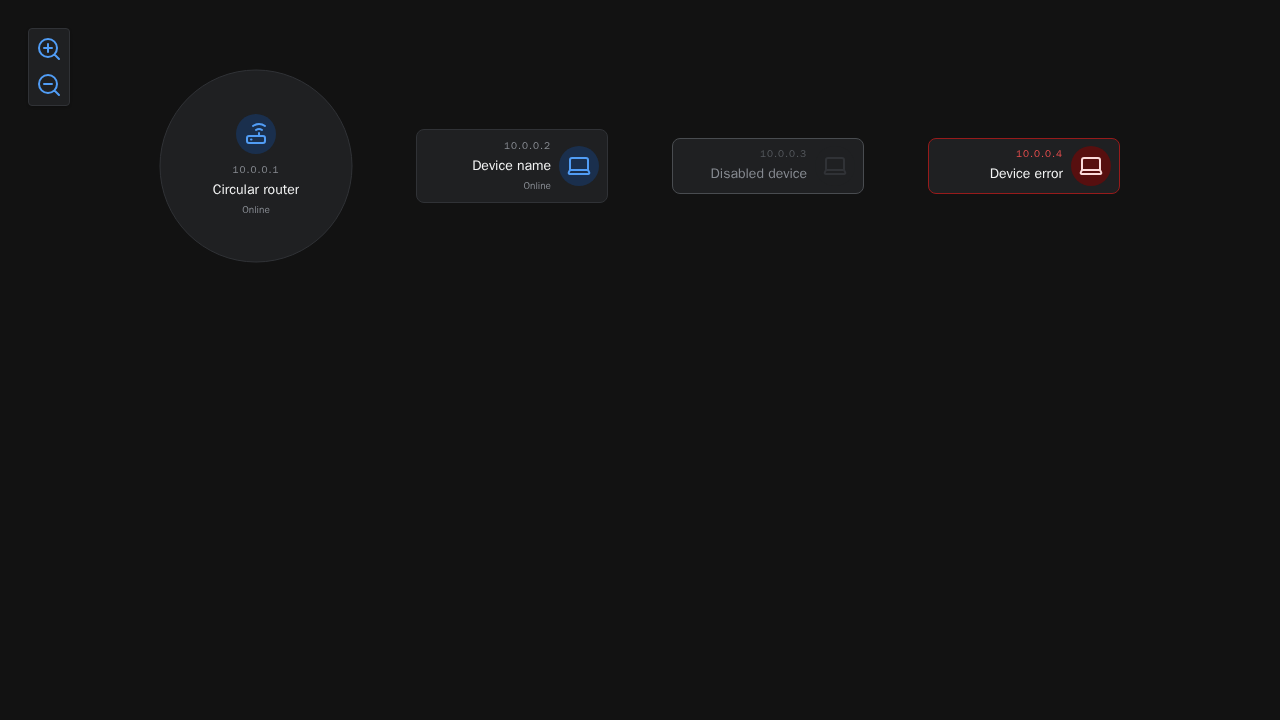 10.0.0.1
Circular router
Online
10.0.0.2
Device name
Online
10.0.0.3
Disabled device
10.0.0.4
Device error